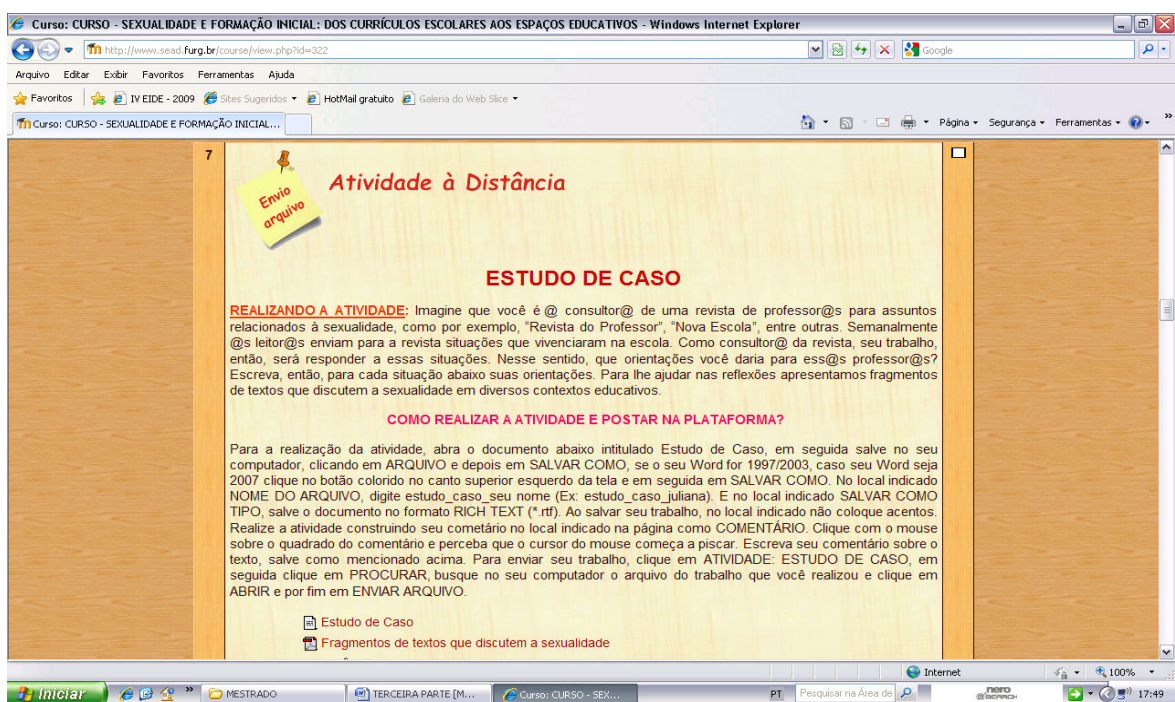 Curso: CURSO - SEXUALIDADE E FORMAÇÃO INICIAL: DOS CURRÍCULOS ESCOLARES AOS ESPAÇOS EDUCATIVOS - Windows Internet Explorer
http://www.sead.furg.br/course/view.php?id=322
Google
Arquivo Editar Exibir Favoritos Ferramentas Ajuda
Favoritos IV EIDE - 2009 Sites Sugeridos HotMail gratuito Galeria do Web Slice
Curso: CURSO - SEXUALIDADE E FORMAÇÃO INICIAL...
Página Segurança Ferramentas
7
Envio
arquivo
Atividade à Distância
ESTUDO DE CASO
REALIZANDO A ATIVIDADE: Imagine que você é @ consultor@ de uma revista de professor@s para assuntos
relacionados à sexualidade, como por exemplo, "Revista do Professor", "Nova Escola", entre outras. Semanalmente
@s leitor@s enviam para a revista situações que vivenciaram na escola. Como consultor@ da revista, seu trabalho,
então, será responder a essas situações. Nesse sentido, que orientações você daria para ess@s professor@s?
Escreva, então, para cada situação abaixo suas orientações. Para lhe ajudar nas reflexões apresentamos fragmentos
de textos que discutem a sexualidade em diversos contextos educativos.
COMO REALIZAR A ATIVIDADE E POSTAR NA PLATAFORMA?
Para a realização da atividade, abra o documento abaixo intitulado Estudo de Caso, em seguida salve no seu
computador, clicando em ARQUIVO e depois em SALVAR COMO, se o seu Word for 1997/2003, caso seu Word seja
2007 clique no botão colorido no canto superior esquerdo da tela e em seguida em SALVAR COMO. No local indicado
NOME DO ARQUIVO, digite estudo_caso_seu nome (Ex: estudo_caso_juliana). E no local indicado SALVAR COMO
TIPO, salve o documento no formato RICH TEXT (*.rtf). Ao salvar seu trabalho, no local indicado não coloque acentos.
Realize a atividade construindo seu cometário no local indicado na página como COMENTÁRIO. Clique com o mouse
sobre o quadrado do comentário e perceba que o cursor do mouse começa a piscar. Escreva seu comentário sobre o
texto, salve como mencionado acima. Para enviar seu trabalho, clique em ATIVIDADE: ESTUDO DE CASO, em
seguida clique em PROCURAR, busque no seu computador o arquivo do trabalho que você realizou e clique em
ABRIR e por fim em ENVIAR ARQUIVO.
Estudo de Caso
Fragmentos de textos que discutem a sexualidade
Internet 100%
Iniciar MESTRADO TERCEIRA PARTE [M... Curso: CURSO - SEX... PT Pesquisar na Área de nero SEARCH 17:49